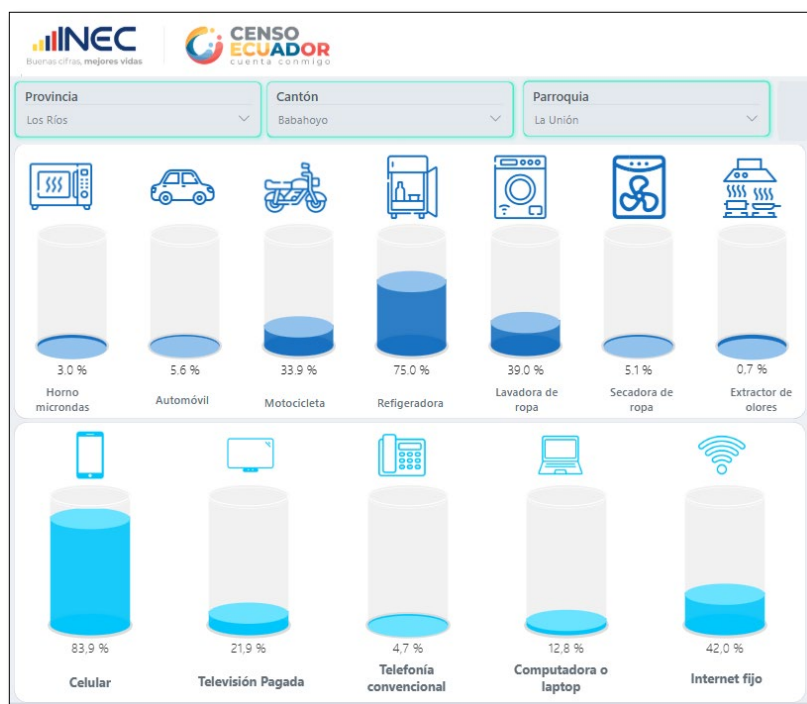 INEC
Buenas cifras, mejores vidas
CENSO
ECUADOR
cuenta conmigo
Provincia
Los Ríos
Cantón
Babahoyo
Parroquia
La Unión
3.0 %
5.6 %
33.9 %
75.0 %
39.0 %
5.1 %
0,7 %
Horno
microndas
Automóvil
Motocicleta
Refigeradora
Lavadora de
ropa
Secadora de
ropa
Extractor de
olores
83,9 %
21,9 %
4,7 %
12,8 %
42,0 %
Celular
Televisión Pagada
Telefonía
convencional
Computadora o
laptop
Internet fijo